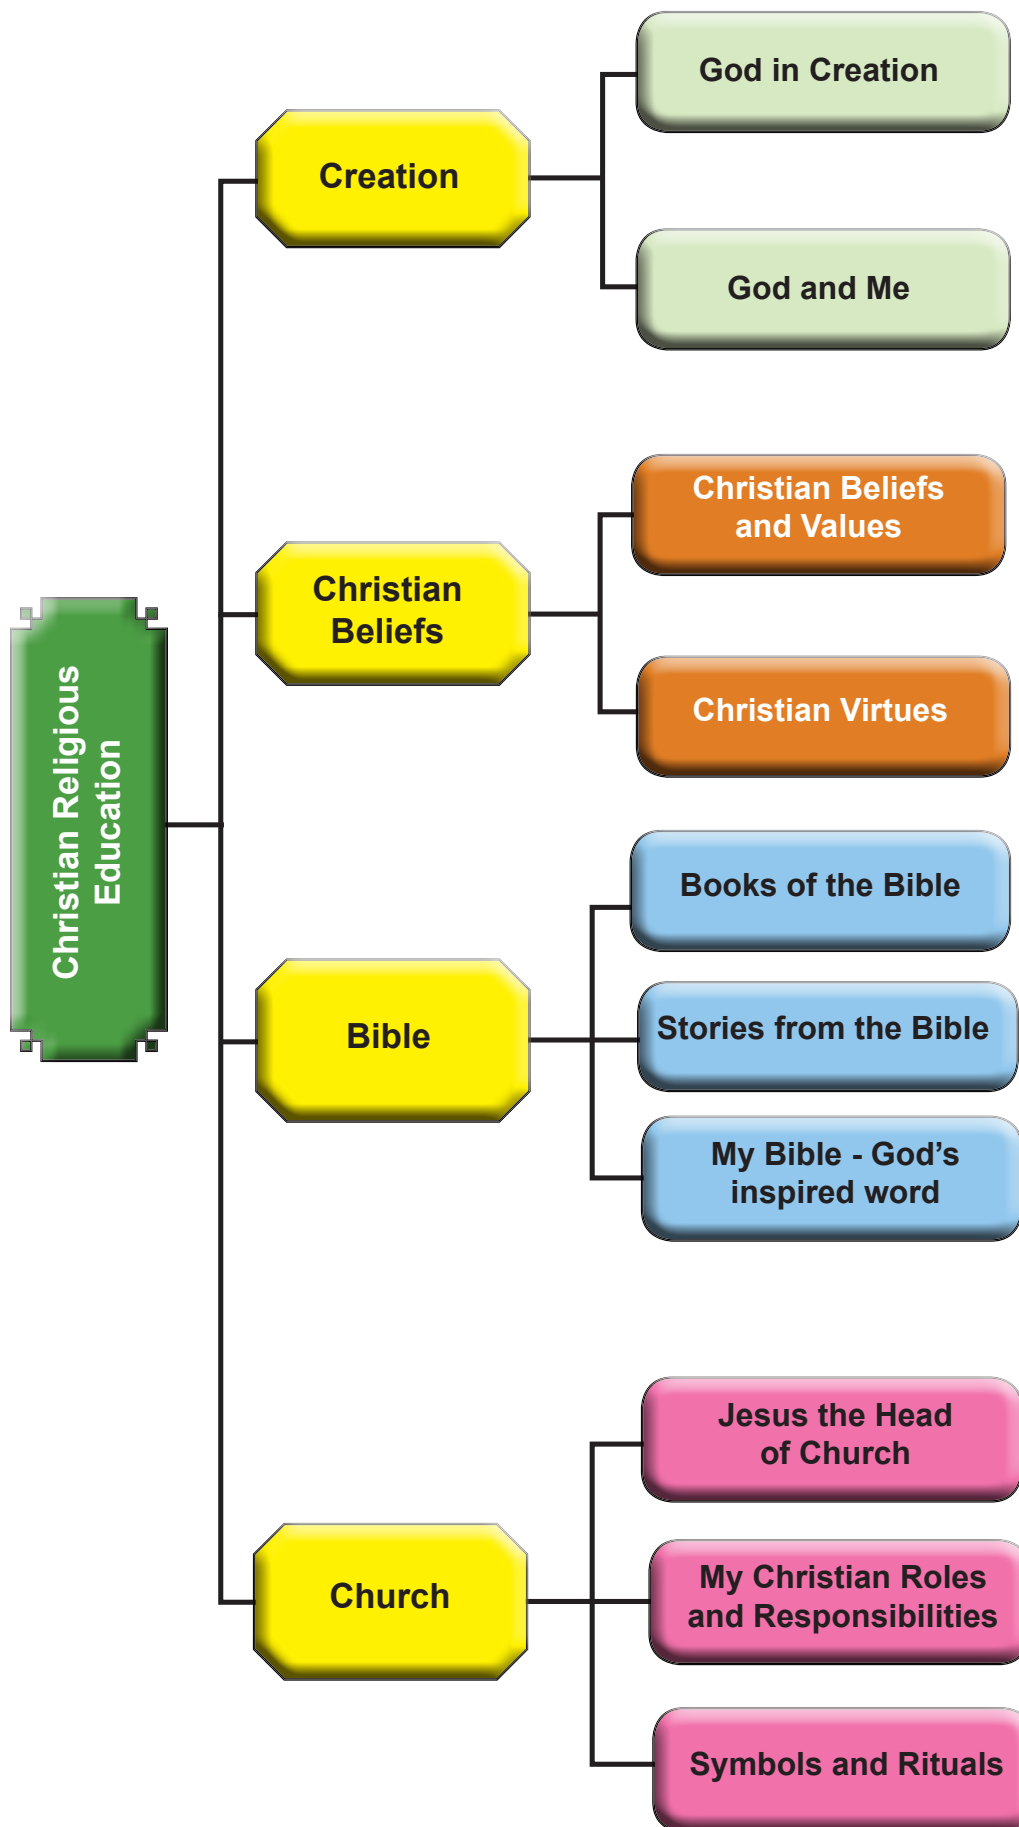 Christian Religious
Education
Creation
God in Creation
God and Me
Christian
Beliefs
Christian Beliefs
and Values
Christian Virtues
Bible
Books of the Bible
Stories from the Bible
My Bible - God’s
inspired word
Church
Jesus the Head
of Church
My Christian Roles
and Responsibilities
Symbols and Rituals